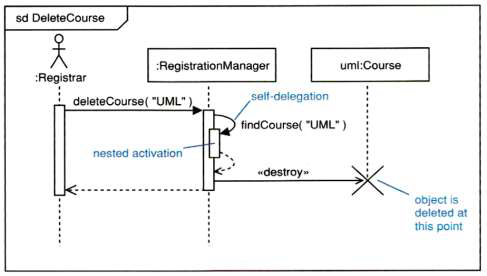 sd DeleteCourse
:Registrar
:RegistrationManager
uml:Course
deleteCourse( "UML" )
self-delegation
findCourse( "UML" )
nested activation
«destroy»
object is
deleted at
this point